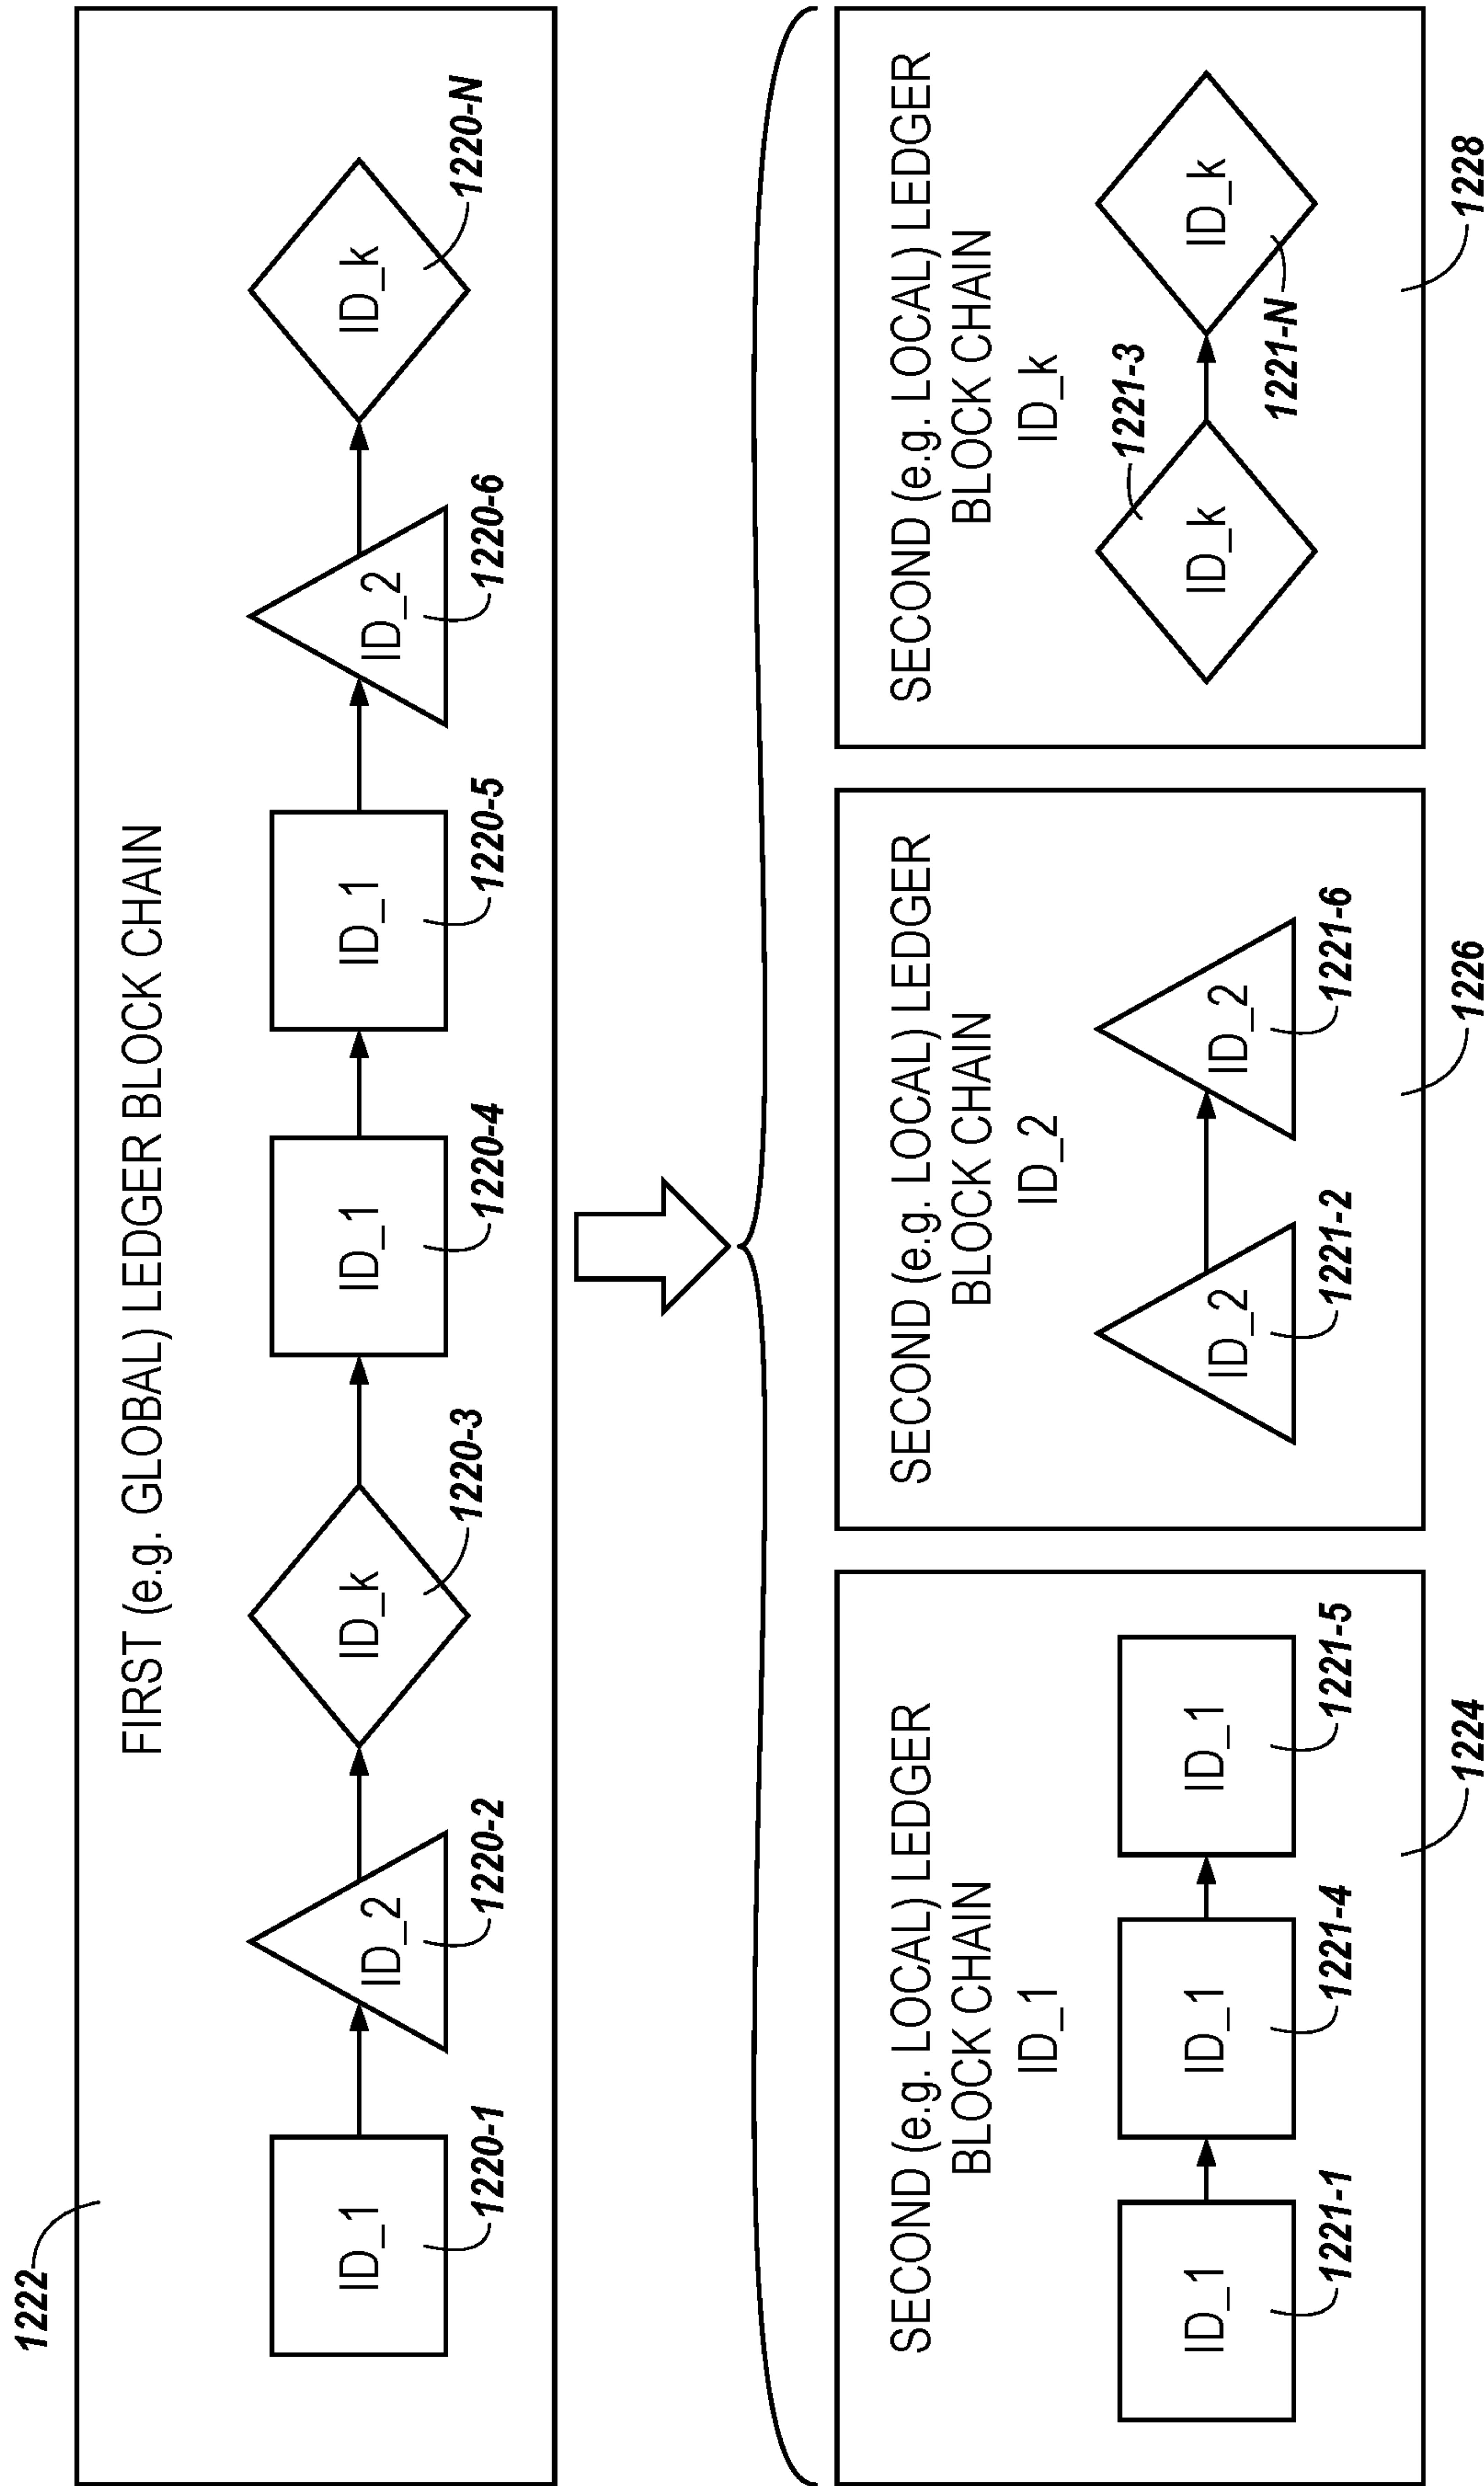 1222
FIRST (e.g. GLOBAL) LEDGER BLOCK CHAIN
ID_1
ID_2
ID_k
ID_1
ID_1
ID_2
ID_k
1220-1
1220-2
1220-3
1220-4
1220-5
1220-6
1220-N
SECOND (e.g. LOCAL) LEDGER
BLOCK CHAIN
ID_1
ID_1
ID_1
ID_1
1221-1
1221-4
1221-5
1224
SECOND (e.g. LOCAL) LEDGER
BLOCK CHAIN
ID_2
ID_2
ID_2
1221-2
1221-6
1226
SECOND (e.g. LOCAL) LEDGER
BLOCK CHAIN
ID_k
1221-3
ID_k
ID_k
1221-N
1228